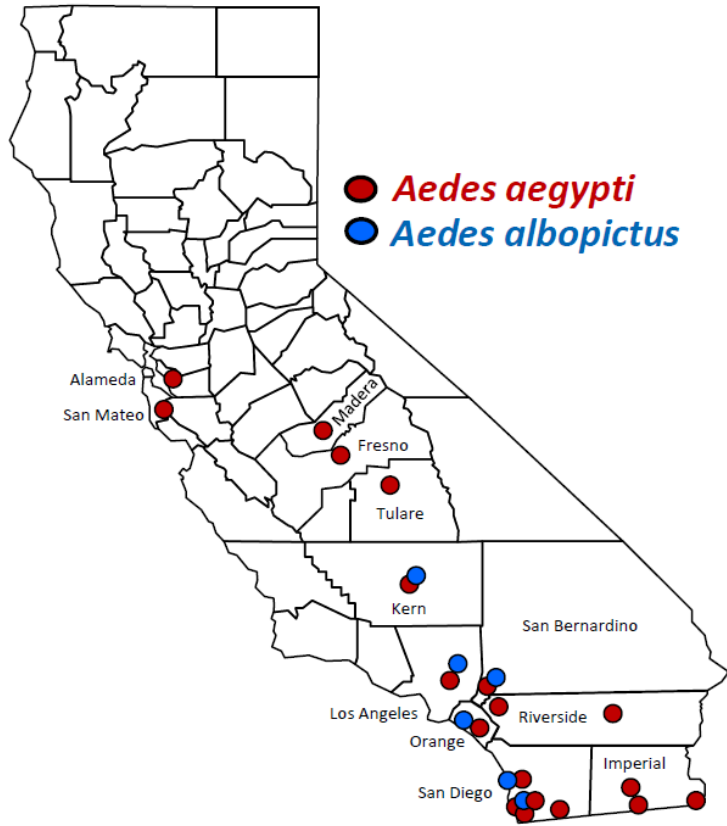 Aedes aegypti
Aedes albopictus
Alameda
San Mateo
Madera
Fresno
Tulare
Kern
San Bernardino
Los Angeles
Riverside
Orange
Imperial
San Diego